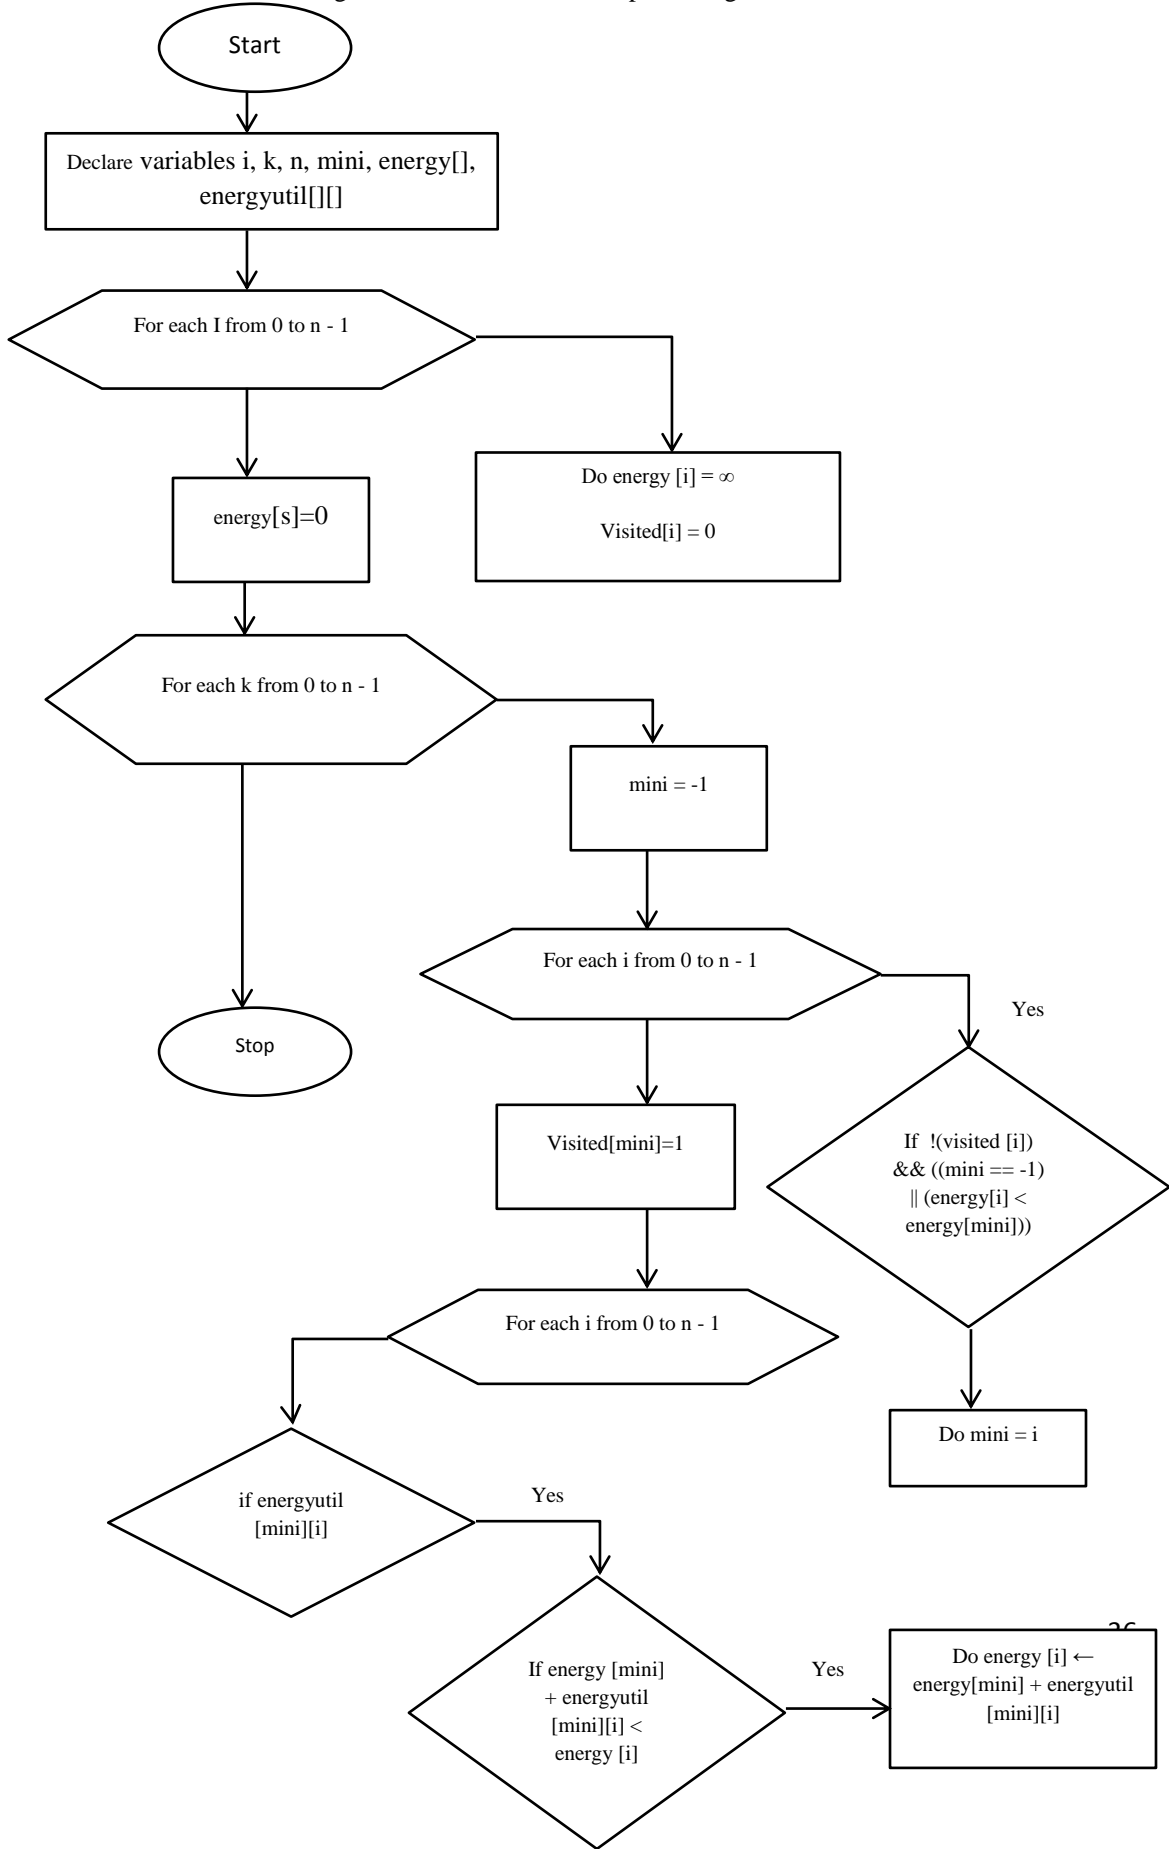 Start
Declare variables i, k, n, mini, energy[],
energyutil[][]
For each I from 0 to n - 1
Do energy [i] = ∞
Visited[i] = 0
energy[s]=0
For each k from 0 to n - 1
mini = -1
For each i from 0 to n - 1
Yes
Stop
If !(visited [i])
&& ((mini == -1)
|| (energy[i] <
energy[mini]))
Visited[mini]=1
For each i from 0 to n - 1
Do mini = i
if energyutil
[mini][i]
Yes
If energy [mini]
+ energyutil
[mini][i] <
energy [i]
Yes
Do energy [i] ←
energy[mini] + energyutil
[mini][i]